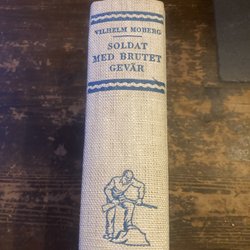 VILHELM MOBERG
SOLDAT
MED BRUTET
GEVÄR